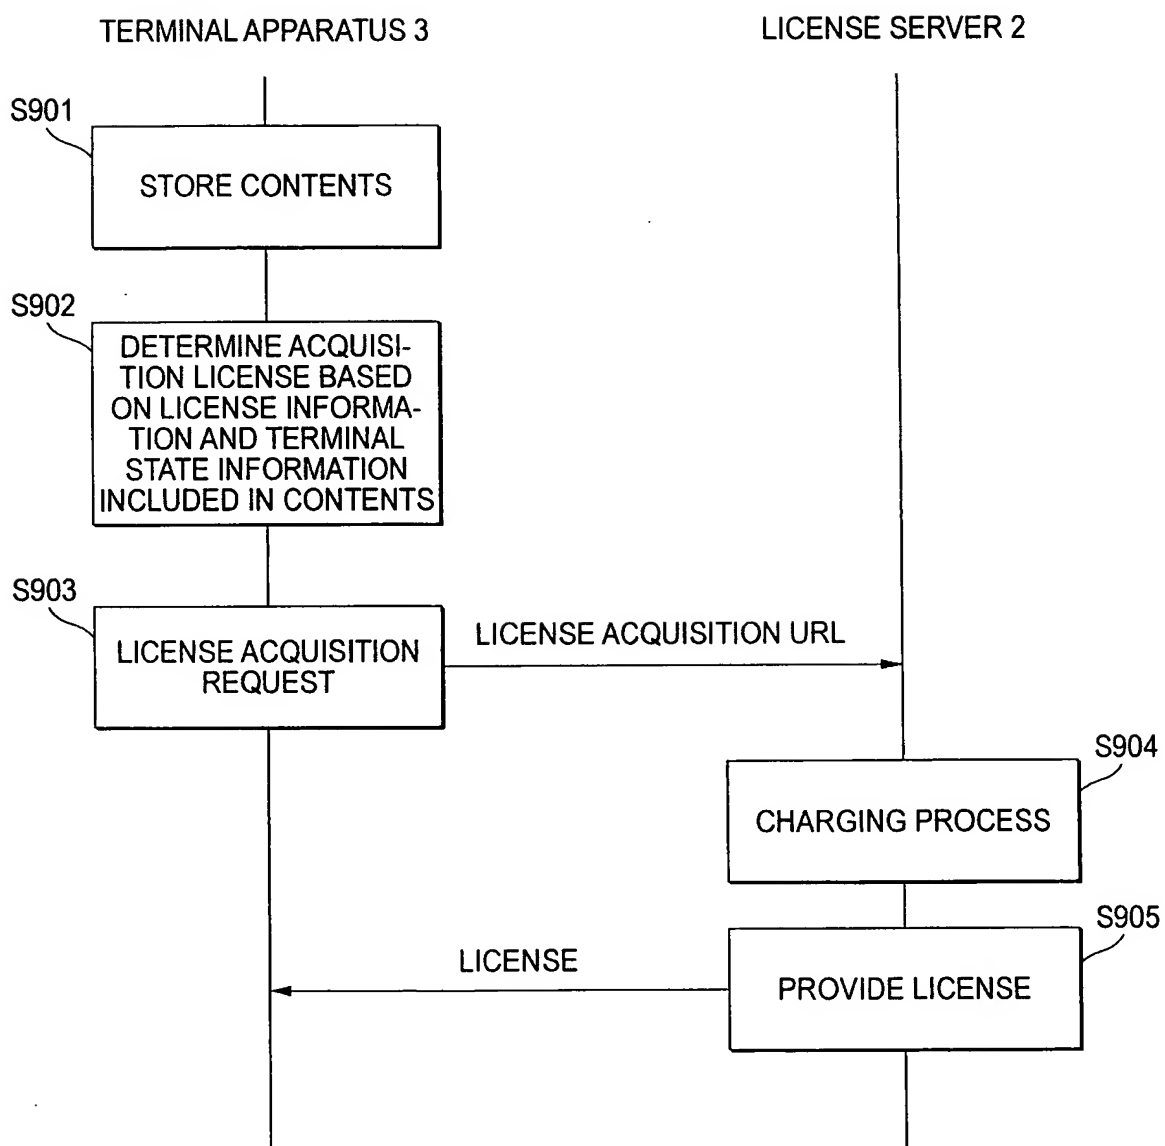 TERMINAL APPARATUS 3
LICENSE SERVER 2
S901
STORE CONTENTS
S902
DETERMINE ACQUISI-
TION LICENSE BASED
ON LICENSE INFORMA-
TION AND TERMINAL
STATE INFORMATION
INCLUDED IN CONTENTS
S903
LICENSE ACQUISITION
REQUEST
LICENSE ACQUISITION URL
S904
CHARGING PROCESS
S905
PROVIDE LICENSE
LICENSE